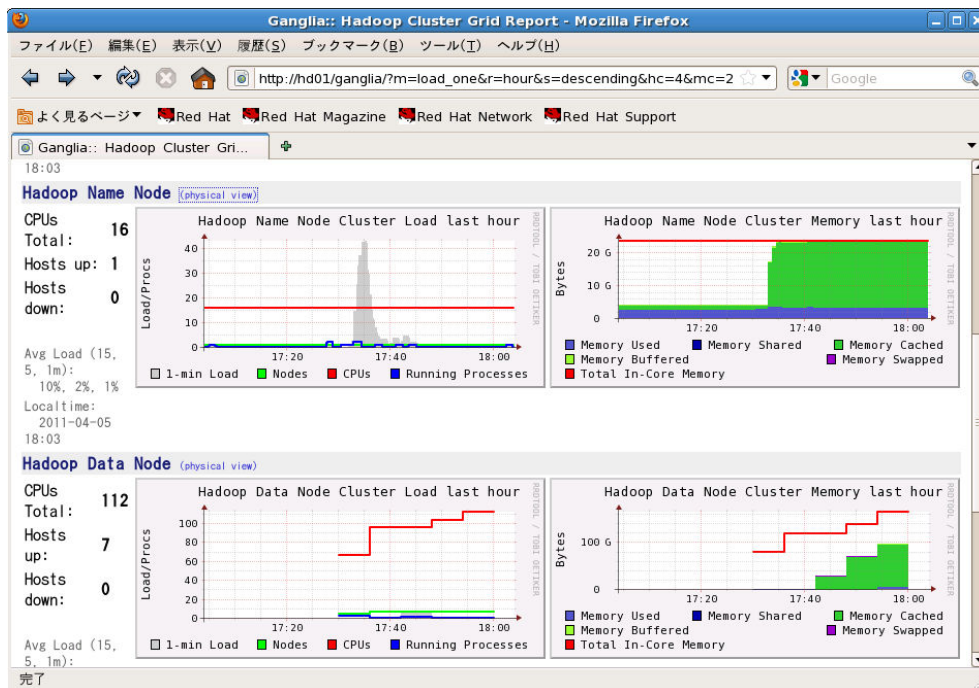 Ganglia:: Hadoop Cluster Grid Report - Mozilla Firefox
ファイル(F) 編集(E) 表示(V) 履歴(S) ブックマーク(B) ツール(T) ヘルプ(H)
http://hd01/ganglia/?m=load_one&r=hour&s=descending&hc=4&mc=2
Google
よく見るページ Red Hat Red Hat Magazine Red Hat Network Red Hat Support
Ganglia:: Hadoop Cluster Gri...
18:03
Hadoop Name Node (physical view)
CPUs Total: 16
Hosts up: 1
Hosts down: 0
Avg Load (15, 5, 1m):
10%, 2%, 1%
Localtime:
2011-04-05
18:03
Hadoop Name Node Cluster Load last hour
Load/Procs
40
30
20
10
0
17:20 17:40 18:00
1-min Load Nodes CPUs Running Processes
RRDTOOL / TOBI OETIKER
Hadoop Name Node Cluster Memory last hour
Bytes
20 G
10 G
0
17:20 17:40 18:00
Memory Used Memory Shared Memory Cached
Memory Buffered Memory Swapped
Total In-Core Memory
RRDTOOL / TOBI OETIKER
Hadoop Data Node (physical view)
CPUs Total: 112
Hosts up: 7
Hosts down: 0
Avg Load (15, 5, 1m):
Hadoop Data Node Cluster Load last hour
Load/Procs
100
80
60
40
20
0
17:20 17:40 18:00
1-min Load Nodes CPUs Running Processes
RRDTOOL / TOBI OETIKER
Hadoop Data Node Cluster Memory last hour
Bytes
100 G
0
17:20 17:40 18:00
Memory Used Memory Shared Memory Cached
Memory Buffered Memory Swapped
Total In-Core Memory
RRDTOOL / TOBI OETIKER
完了